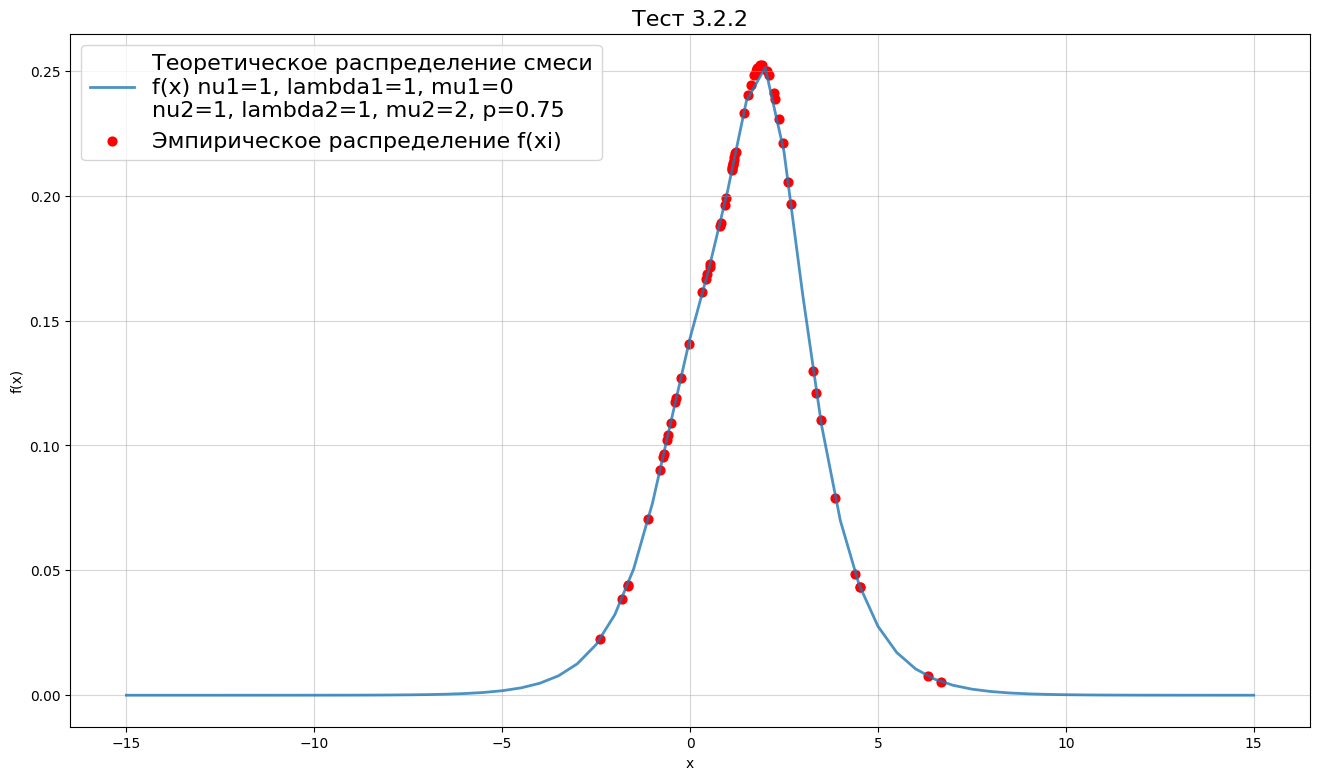 Тест 3.2.2
Теоретическое распределение смеси
f(x) nu1=1, lambda1=1, mu1=0
nu2=1, lambda2=1, mu2=2, p=0.75
Эмпирическое распределение f(xi)
0.25
0.20
0.15
0.10
0.05
0.00
f(x)
−15
−10
−5
0
5
10
15
x